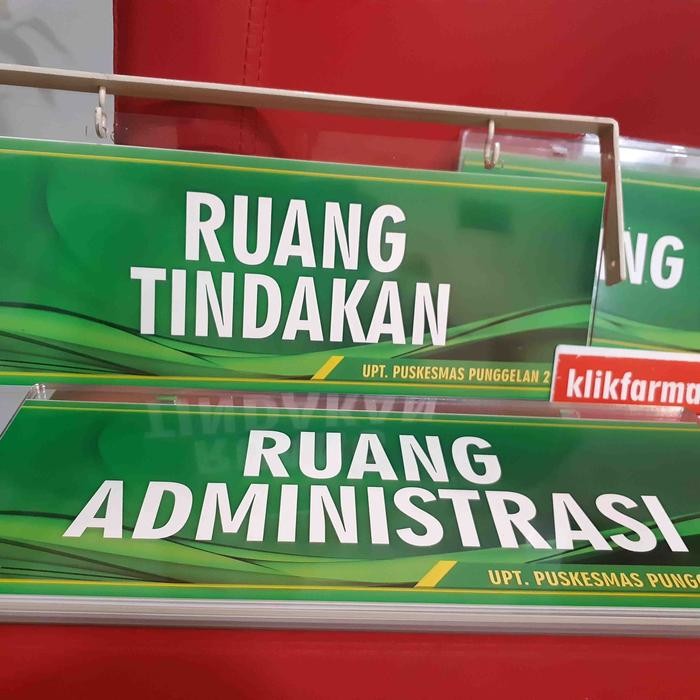 RUANG
TINDAKAN
UPT. PUSKESMAS PUNGGELAN 2
NG
klikfarma
RUANG
ADMINISTRASI
UPT. PUSKESMAS PUNG